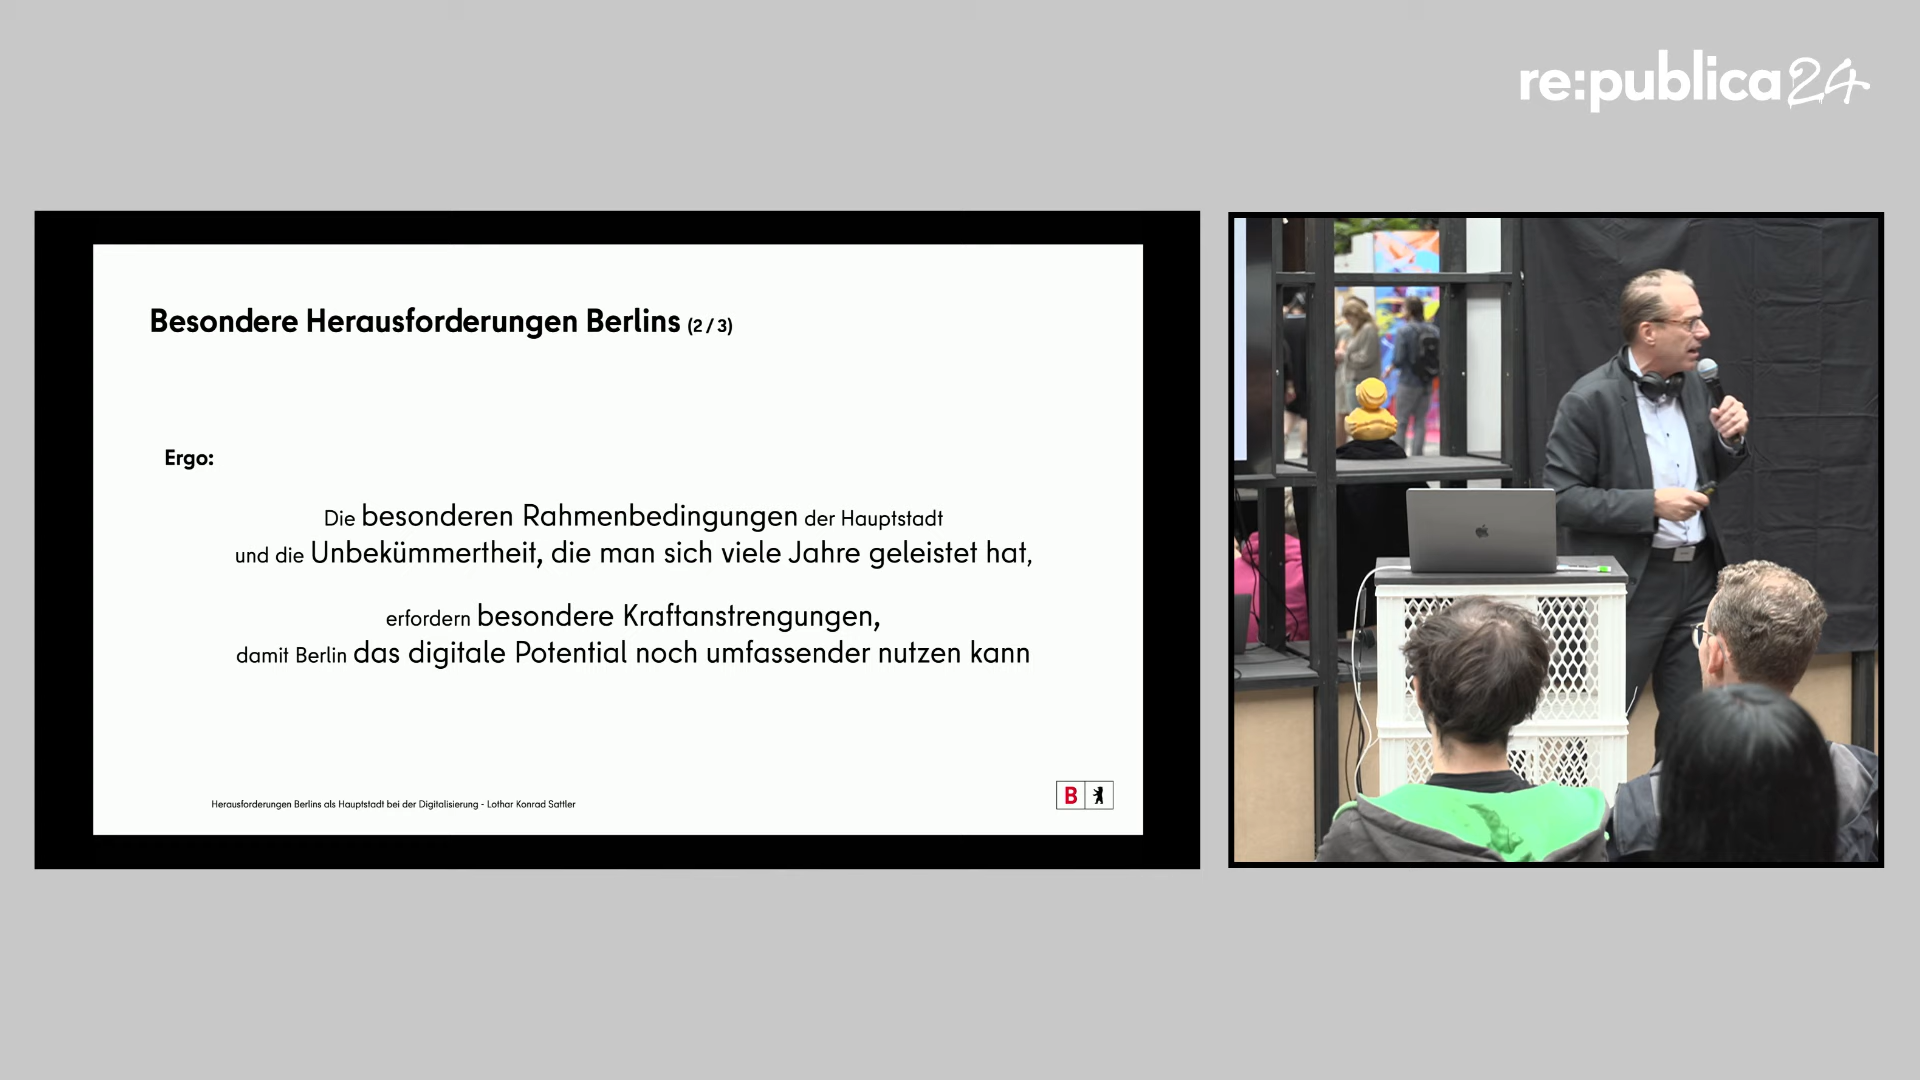 re:publica 24
Besondere Herausforderungen Berlins (2 / 3)
Ergo:
Die besonderen Rahmenbedingungen der Hauptstadt
und die Unbekümmertheit, die man sich viele Jahre geleistet hat,
erfordern besondere Kraftanstrengungen,
damit Berlin das digitale Potential noch umfassender nutzen kann
Herausforderungen Berlins als Hauptstadt bei der Digitalisierung - Lothar Konrad Sattler
B